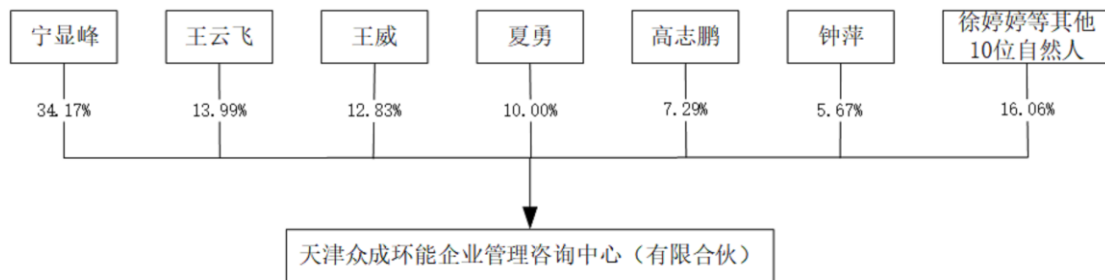 宁显峰
王云飞
王威
夏勇
高志鹏
钟萍
徐婷婷等其他
10位自然人
34.17%
13.99%
12.83%
10.00%
7.29%
5.67%
16.06%
天津众成环能企业管理咨询中心（有限合伙）